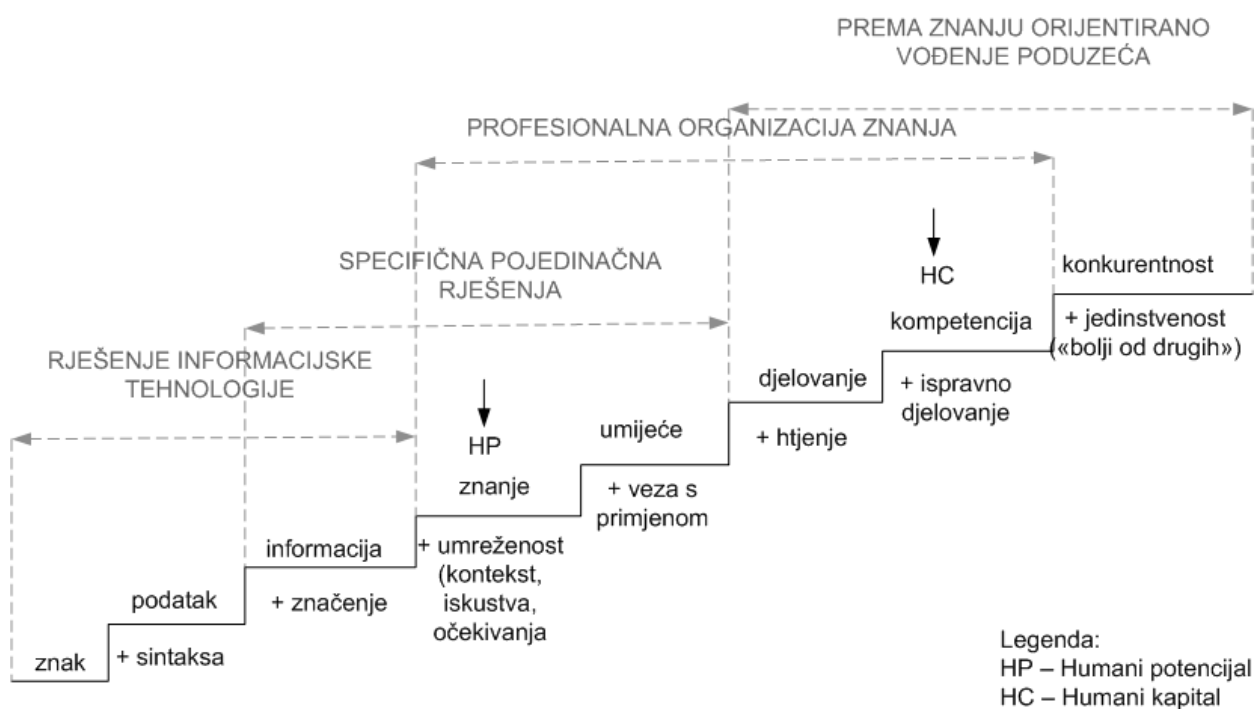 PREMA ZNANJU ORIJENTIRANO
VOĐENJE PODUZEĆA
PROFESIONALNA ORGANIZACIJA ZNANJA
SPECIFIČNA POJEDINAČNA
RJEŠENJA
RJEŠENJE INFORMACIJSKE
TEHNOLOGIJE
HC
konkurentnost
kompetencija
+ jedinstvenost
(«bolji od drugih»)
djelovanje
+ ispravno
djelovanje
HP
umijeće
+ htjenje
znanje
+ veza s
primjenom
informacija
+ umreženost
(kontekst,
iskustva,
očekivanja
podatak
+ značenje
znak
+ sintaksa
Legenda:
HP – Humani potencijal
HC – Humani kapital